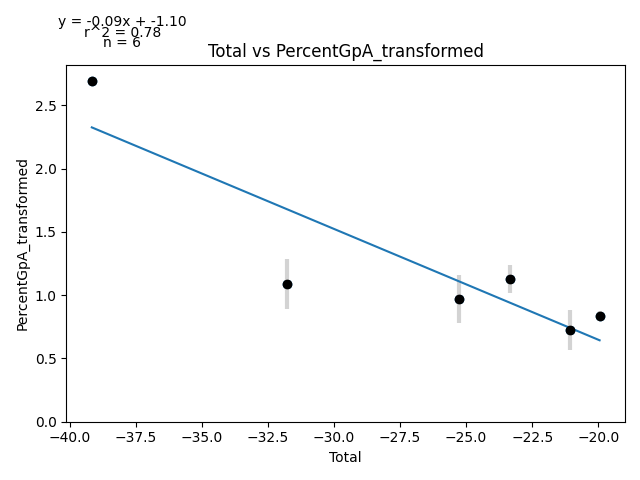 y = -0.09x + -1.10
r^2 = 0.78
n = 6
Total vs PercentGpA_transformed
PercentGpA_transformed
2.5
2.0
1.5
1.0
0.5
0.0
−40.0 −37.5 −35.0 −32.5 −30.0 −27.5 −25.0 −22.5 −20.0
Total